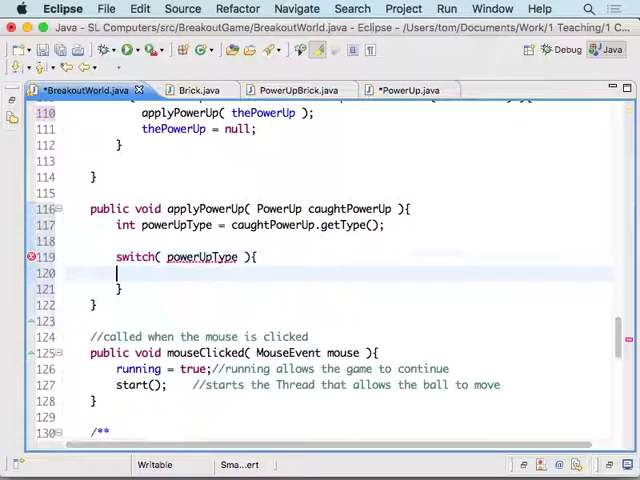 Eclipse File Edit Source Refactor Navigate Search Project Run Window Help
Java - SL Computers/src/BreakoutGame/BreakoutWorld.java - Eclipse - /Users/tom/Documents/Work/1 Teaching/1 C...
Debug Java
*BreakoutWorld.java Brick.java PowerUpBrick.java *PowerUp.java
110 applyPowerUp( thePowerUp );
111 thePowerUp = null;
112 }
113
114 }
115
116 public void applyPowerUp( PowerUp caughtPowerUp ){
117 int powerUpType = caughtPowerUp.getType();
118
119 switch( powerUpType ){
120
121 }
122 }
123
124 //called when the mouse is clicked
125 public void mouseClicked( MouseEvent mouse ){
126 running = true;//running allows the game to continue
127 start(); //starts the Thread that allows the ball to move
128 }
129
130 /**
Writable Sma...ert